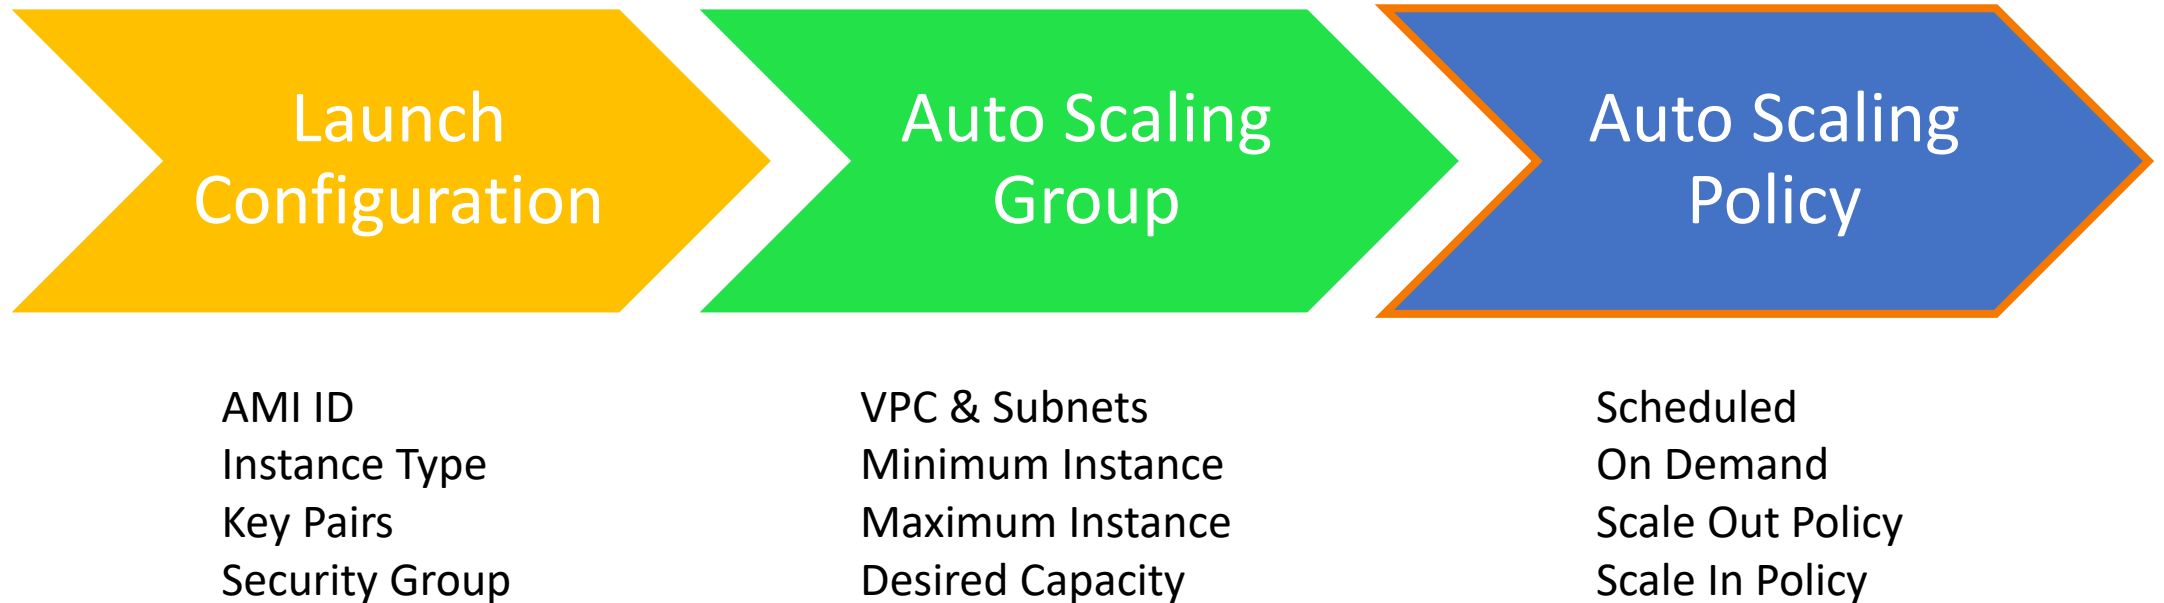 Launch
Configuration
Auto Scaling
Group
Auto Scaling
Policy
AMI ID
Instance Type
Key Pairs
Security Group
VPC & Subnets
Minimum Instance
Maximum Instance
Desired Capacity
Scheduled
On Demand
Scale Out Policy
Scale In Policy